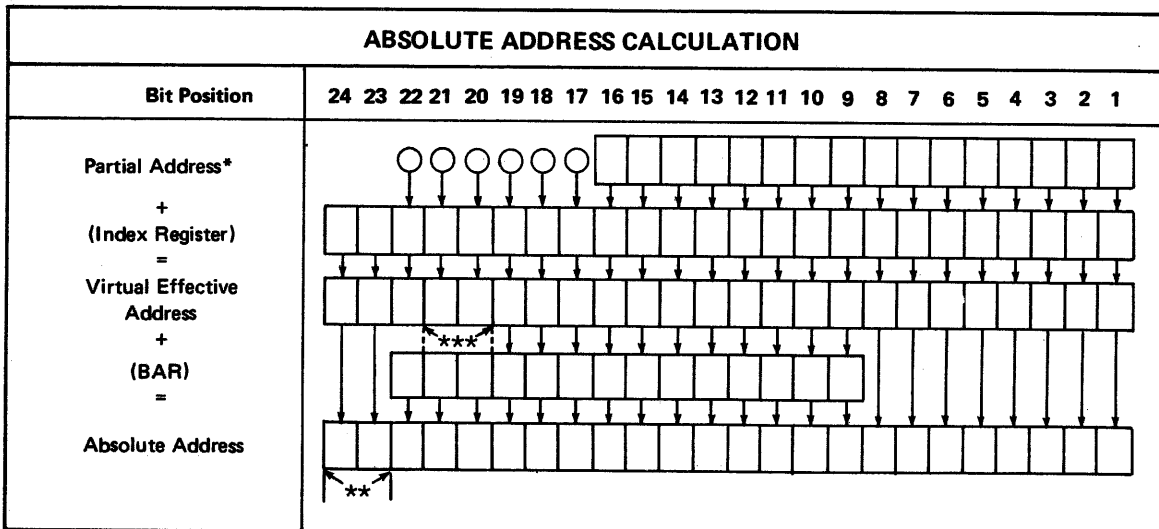 ABSOLUTE ADDRESS CALCULATION
Bit Position 24 23 22 21 20 19 18 17 16 15 14 13 12 11 10 9 8 7 6 5 4 3 2 1
Partial Address*
+
(Index Register)
=
Virtual Effective
Address
+
***
(BAR)
=
Absolute Address
**